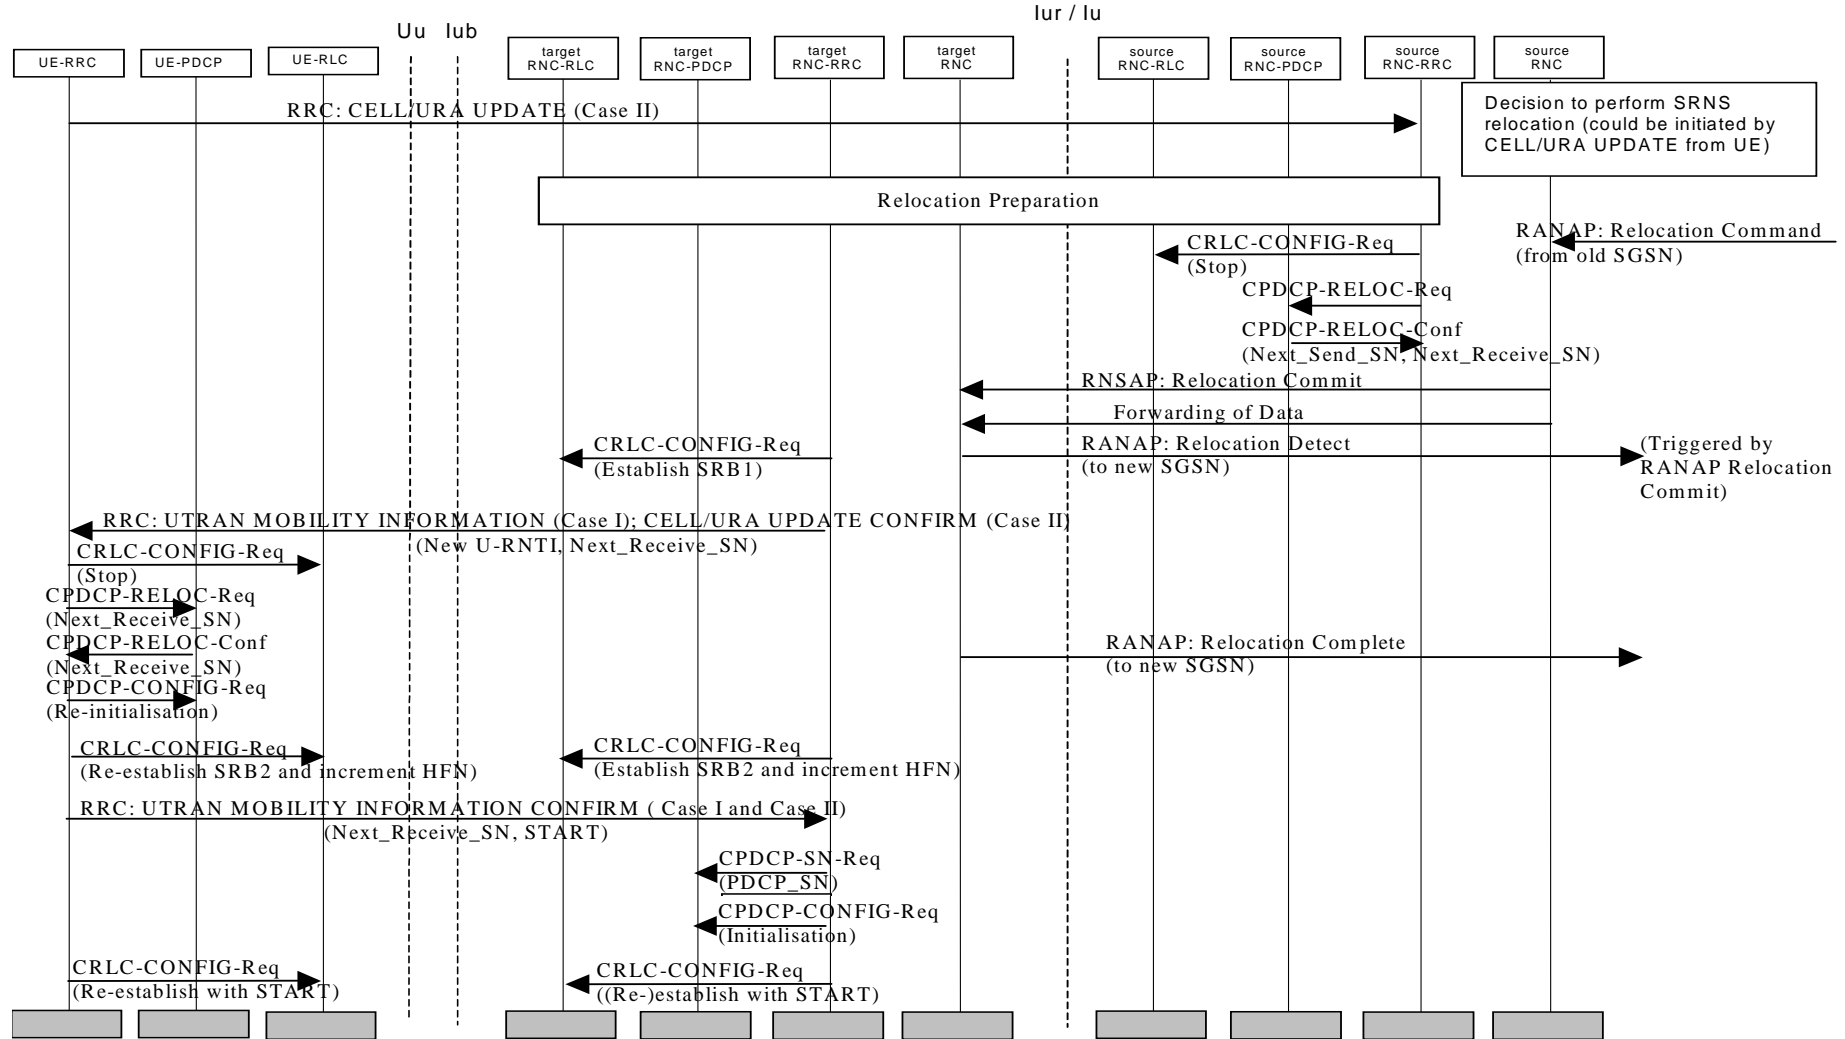 Iur / Iu
Uu Iub
UE-RRC
UE-PDCP
UE-RLC
target
RNC-RLC
target
RNC-PDCP
target
RNC-RRC
target
RNC
source
RNC-RLC
source
RNC-PDCP
source
RNC-RRC
source
RNC
RRC: CELL/URA UPDATE (Case II)
Decision to perform SRNS
relocation (could be initiated by
CELL/URA UPDATE from UE)
Relocation Preparation
RANAP: Relocation Command
(from old SGSN)
CRLC-CONFIG-Req
(Stop)
CPDCP-RELOC-Req
CPDCP-RELOC-Conf
(Next_Send_SN, Next_Receive_SN)
RNSAP: Relocation Commit
Forwarding of Data
CRLC-CONFIG-Req
(Establish SRB1)
RANAP: Relocation Detect
(to new SGSN)
(Triggered by
RANAP Relocation
Commit)
RRC: UTRAN MOBILITY INFORMATION (Case I); CELL/URA UPDATE CONFIRM (Case II)
(New U-RNTI, Next_Receive_SN)
CRLC-CONFIG-Req
(Stop)
CPDCP-RELOC-Req
(Next_Receive_SN)
CPDCP-RELOC-Conf
(Next_Receive_SN)
RANAP: Relocation Complete
(to new SGSN)
CPDCP-CONFIG-Req
(Re-initialisation)
CRLC-CONFIG-Req
(Re-establish SRB2 and increment HFN)
CRLC-CONFIG-Req
(Establish SRB2 and increment HFN)
RRC: UTRAN MOBILITY INFORMATION CONFIRM ( Case I and Case II)
(Next_Receive_SN, START)
CPDCP-SN-Req
(PDCP_SN)
CPDCP-CONFIG-Req
(Initialisation)
CRLC-CONFIG-Req
(Re-establish with START)
CRLC-CONFIG-Req
((Re-)establish with START)